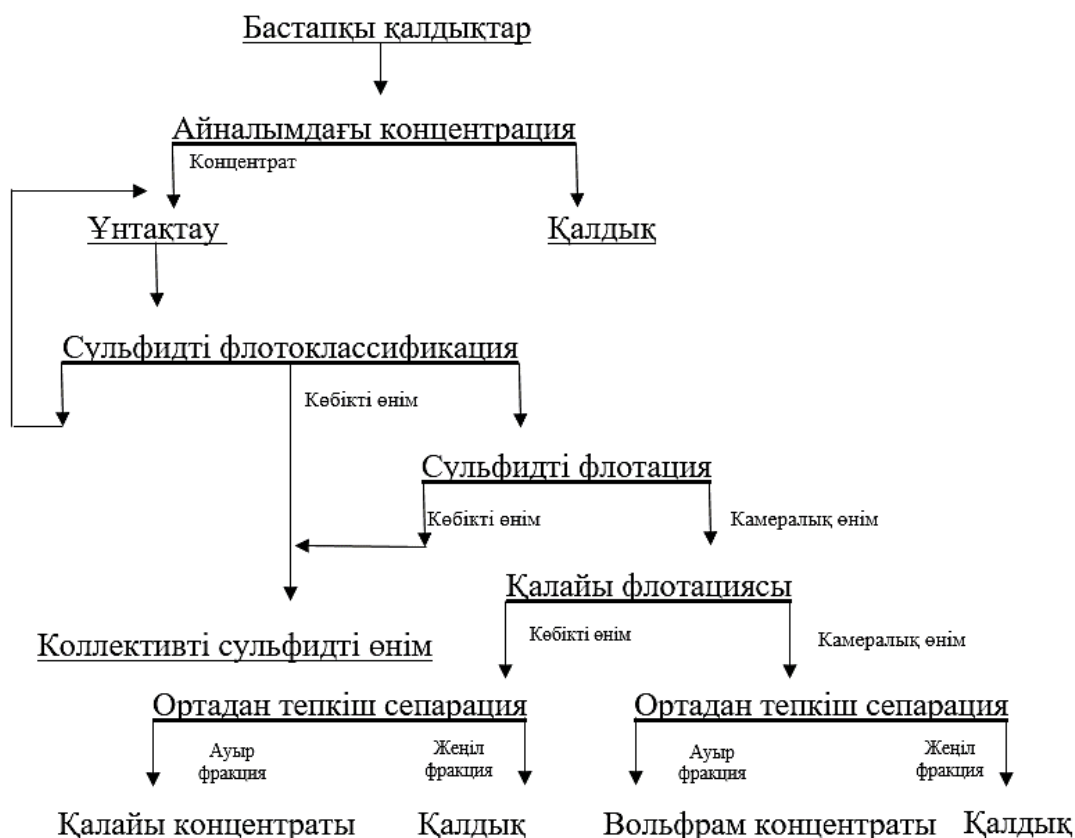 Бастапқы қалдықтар
Айналымдағы концентрация
Концентрат
Ұнтақтау
Қалдық
Сульфидті флотоклассификация
Көбікті өнім
Сульфидті флотация
Көбікті өнім
Камералық өнім
Қалайы флотациясы
Көбікті өнім
Камералық өнім
Коллективті сульфидті өнім
Ортадан тепкіш сепарация
Ортадан тепкіш сепарация
Ауыр
фракция
Жеңіл
фракция
Ауыр
фракция
Жеңіл
фракция
Қалайы концентраты
Қалдық
Вольфрам концентраты
Қалдық